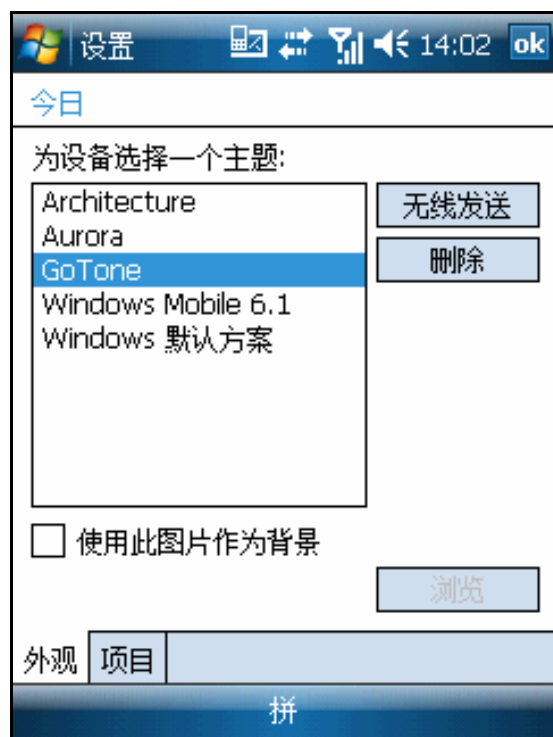 设置 14:02 ok
今日
为设备选择一个主题:
Architecture
Aurora
GoTone
Windows Mobile 6.1
Windows 默认方案
无线发送
删除
使用此图片作为背景
浏览
外观 项目
拼